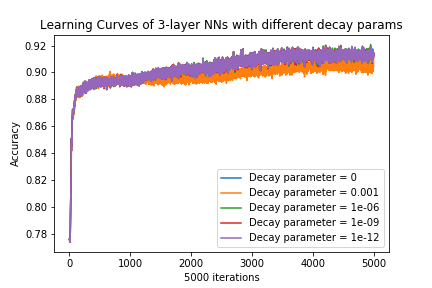 Learning Curves of 3-layer NNs with different decay params
0.92
0.90
0.88
0.86
0.84
0.82
0.80
0.78
Accuracy
Decay parameter = 0
Decay parameter = 0.001
Decay parameter = 1e-06
Decay parameter = 1e-09
Decay parameter = 1e-12
0 1000 2000 3000 4000 5000
5000 iterations